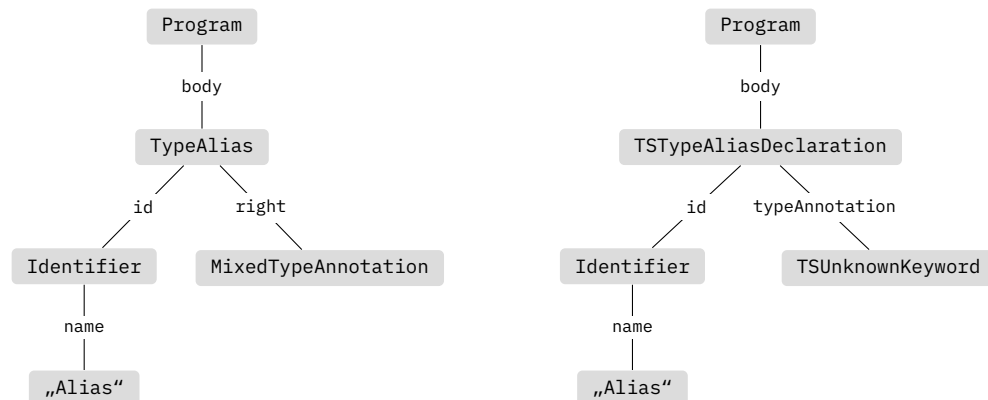 Program
body
TypeAlias
id right
Identifier MixedTypeAnnotation
name
„Alias“
Program
body
TSTypeAliasDeclaration
id typeAnnotation
Identifier TSUnknownKeyword
name
„Alias“